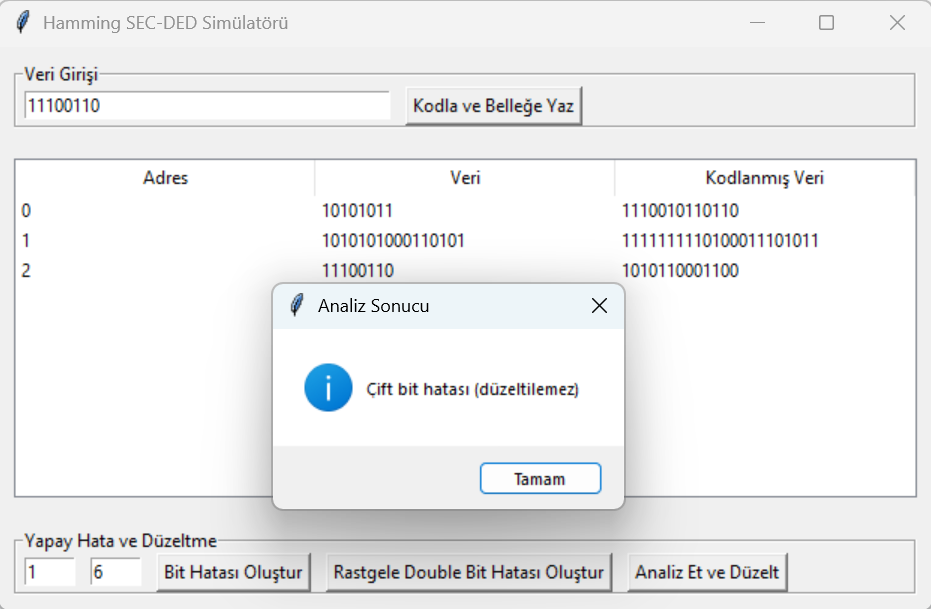 Hamming SEC-DED Simülatörü
Veri Girişi
11100110 Kodla ve Belleğe Yaz
Adres Veri Kodlanmış Veri
0 10101011 1110010110110
1 1010101000110101 1111111110100011101011
2 11100110 1010110001100
Analiz Sonucu
Çift bit hatası (düzeltilemez)
Tamam
Yapay Hata ve Düzeltme
1 6 Bit Hatası Oluştur Rastgele Double Bit Hatası Oluştur Analiz Et ve Düzelt